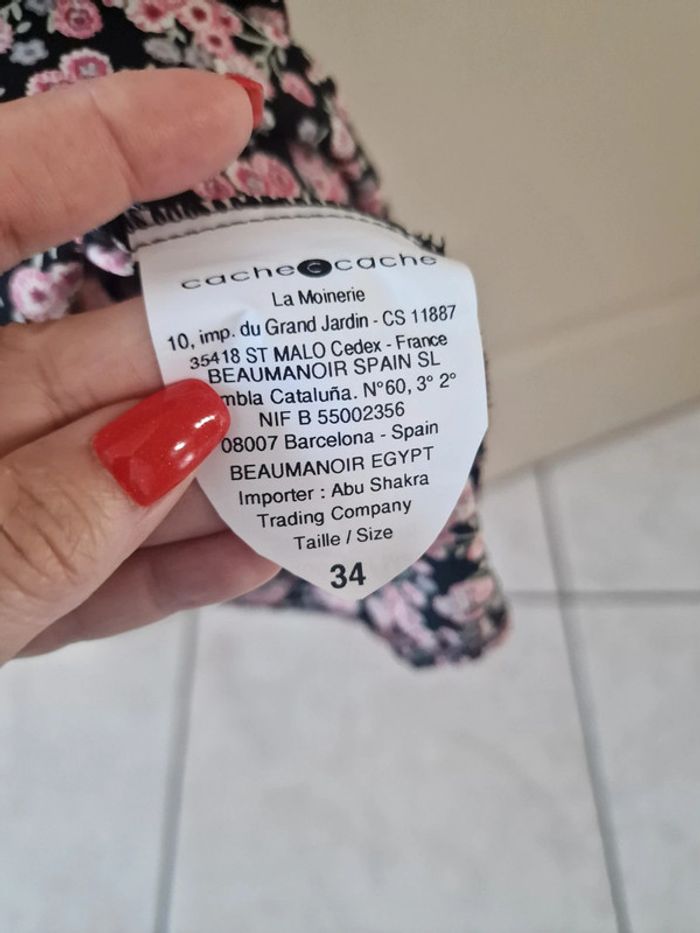 cache cache
La Moinerie
10, imp. du Grand Jardin - CS 11887
35418 ST MALO Cedex - France
BEAUMANOIR SPAIN SL
Cataluña. N°60, 3° 2°
NIF B 55002356
08007 Barcelona - Spain
BEAUMANOIR EGYPT
Importer : Abu Shakra
Trading Company
Taille / Size
34